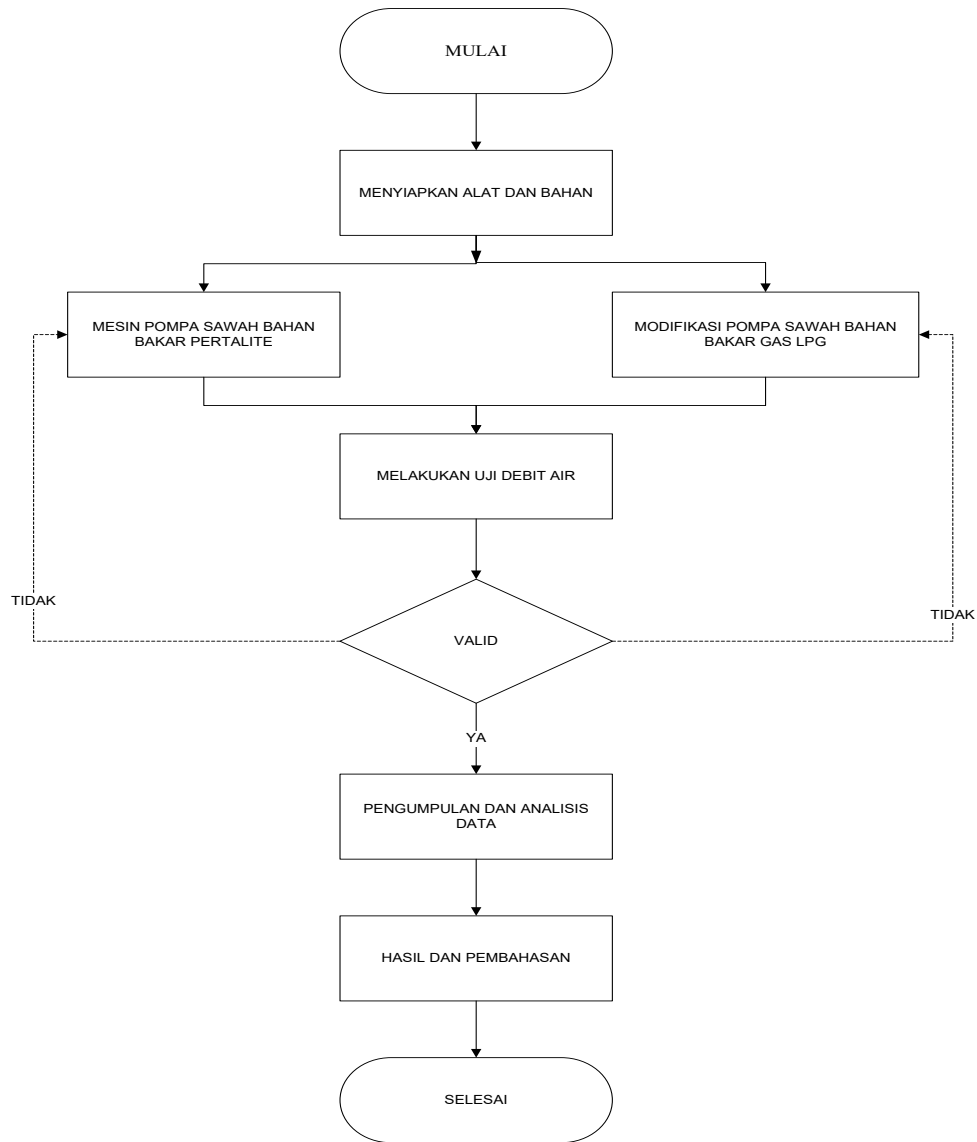 MULAI
MENYIAPKAN ALAT DAN BAHAN
MESIN POMPA SAWAH BAHAN
BAKAR PERTALITE
MODIFIKASI POMPA SAWAH BAHAN
BAKAR GAS LPG
MELAKUKAN UJI DEBIT AIR
TIDAK
TIDAK
VALID
YA
PENGUMPULAN DAN ANALISIS
DATA
HASIL DAN PEMBAHASAN
SELESAI